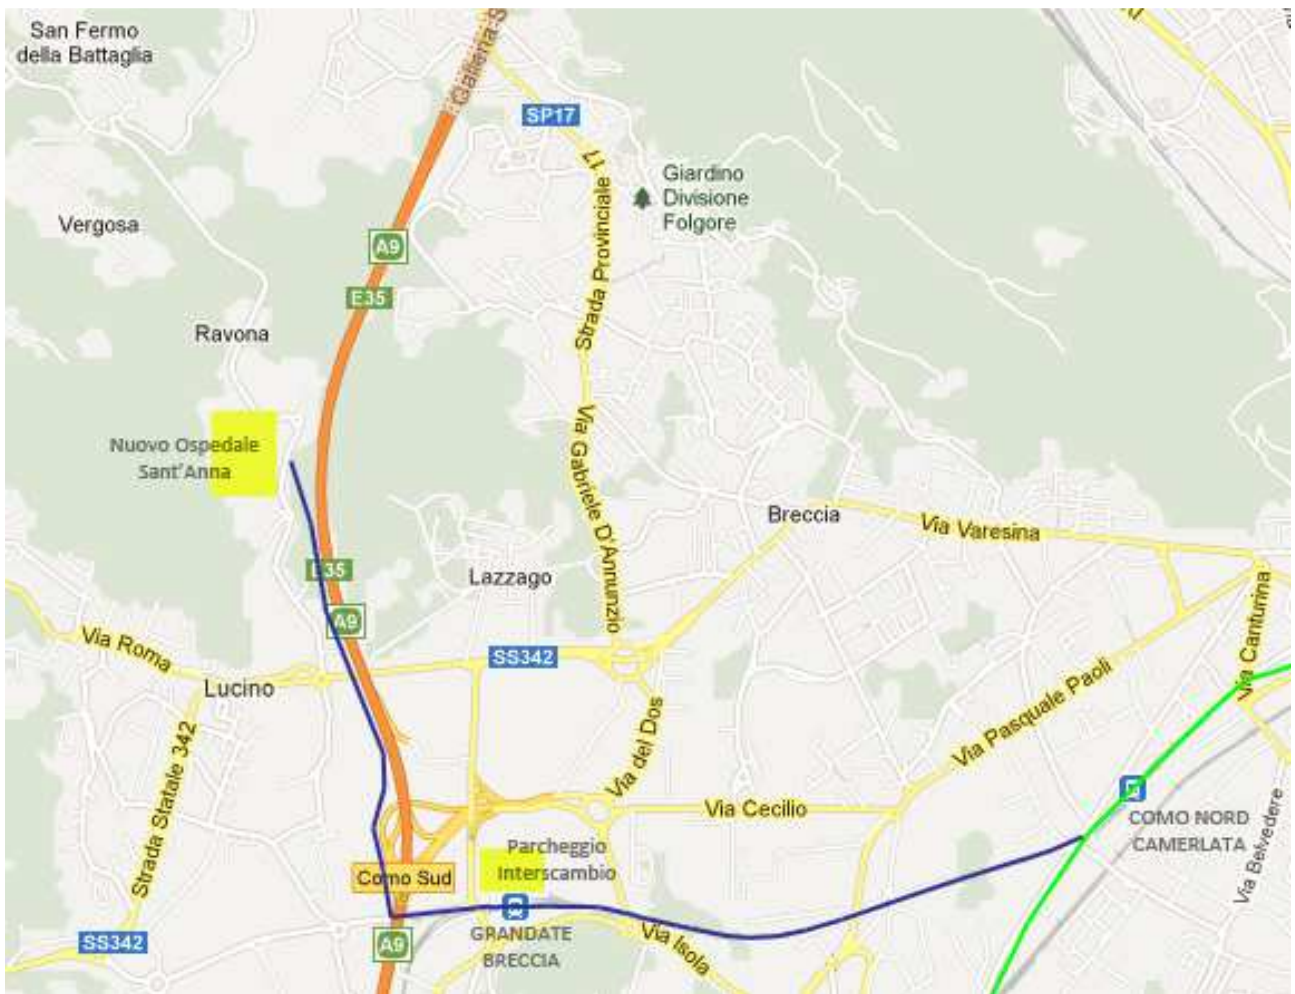 San Fermo
della Battaglia
Galleria S
SP17
Strada Provinciale 17
Giardino
Divisione
Folgore
Vergosa
A9
E35
Ravona
Nuovo Ospedale
Sant'Anna
Via Gabriele D'Annunzio
Breccia
Via Varesina
E35
Lazzago
A9
Via Roma
SS342
Lucino
Via Canturina
Via Pasquale Paoli
Via del Dos
Strada Statale 342
Via Cecilio
COMO NORD
CAMERLATA
Via Belvedere
Parcheggio
Interscambio
Como Sud
GRANDATE
BRECCIA
Via Isola
SS342
A9